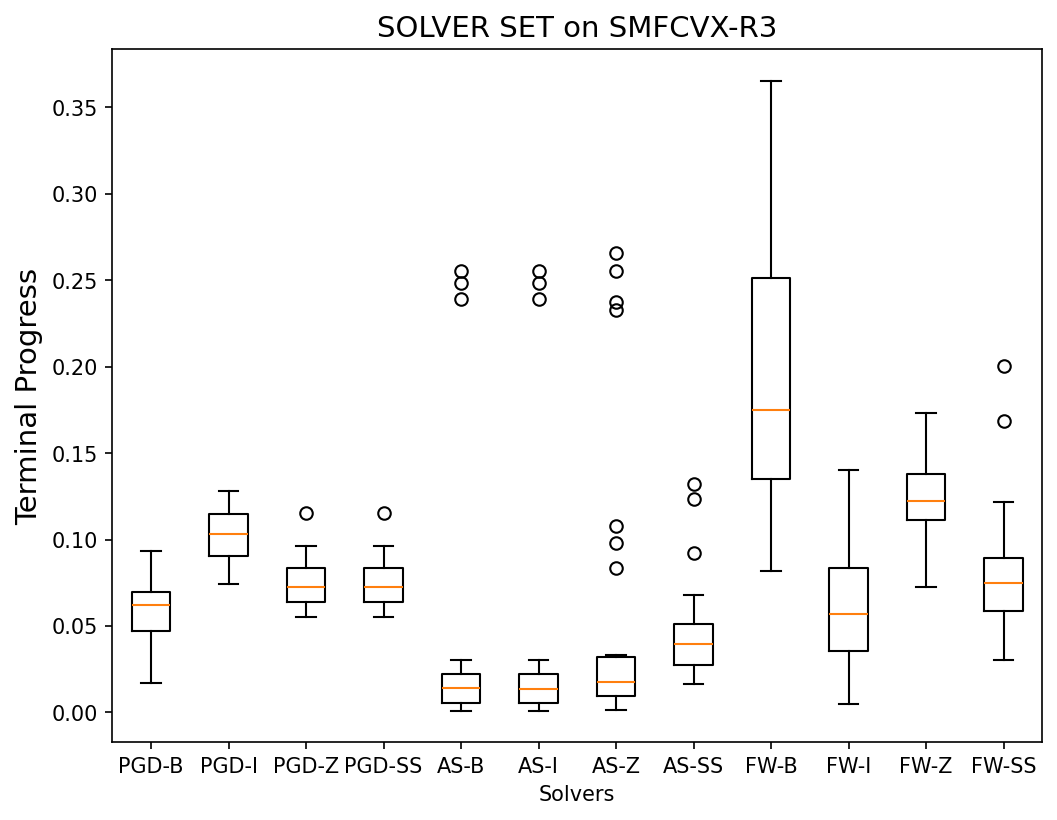 SOLVER SET on SMFCVX-R3
Terminal Progress
0.35
0.30
0.25
0.20
0.15
0.10
0.05
0.00
PGD-B PGD-I PGD-Z PGD-SS AS-B AS-I AS-Z AS-SS FW-B FW-I FW-Z FW-SS
Solvers